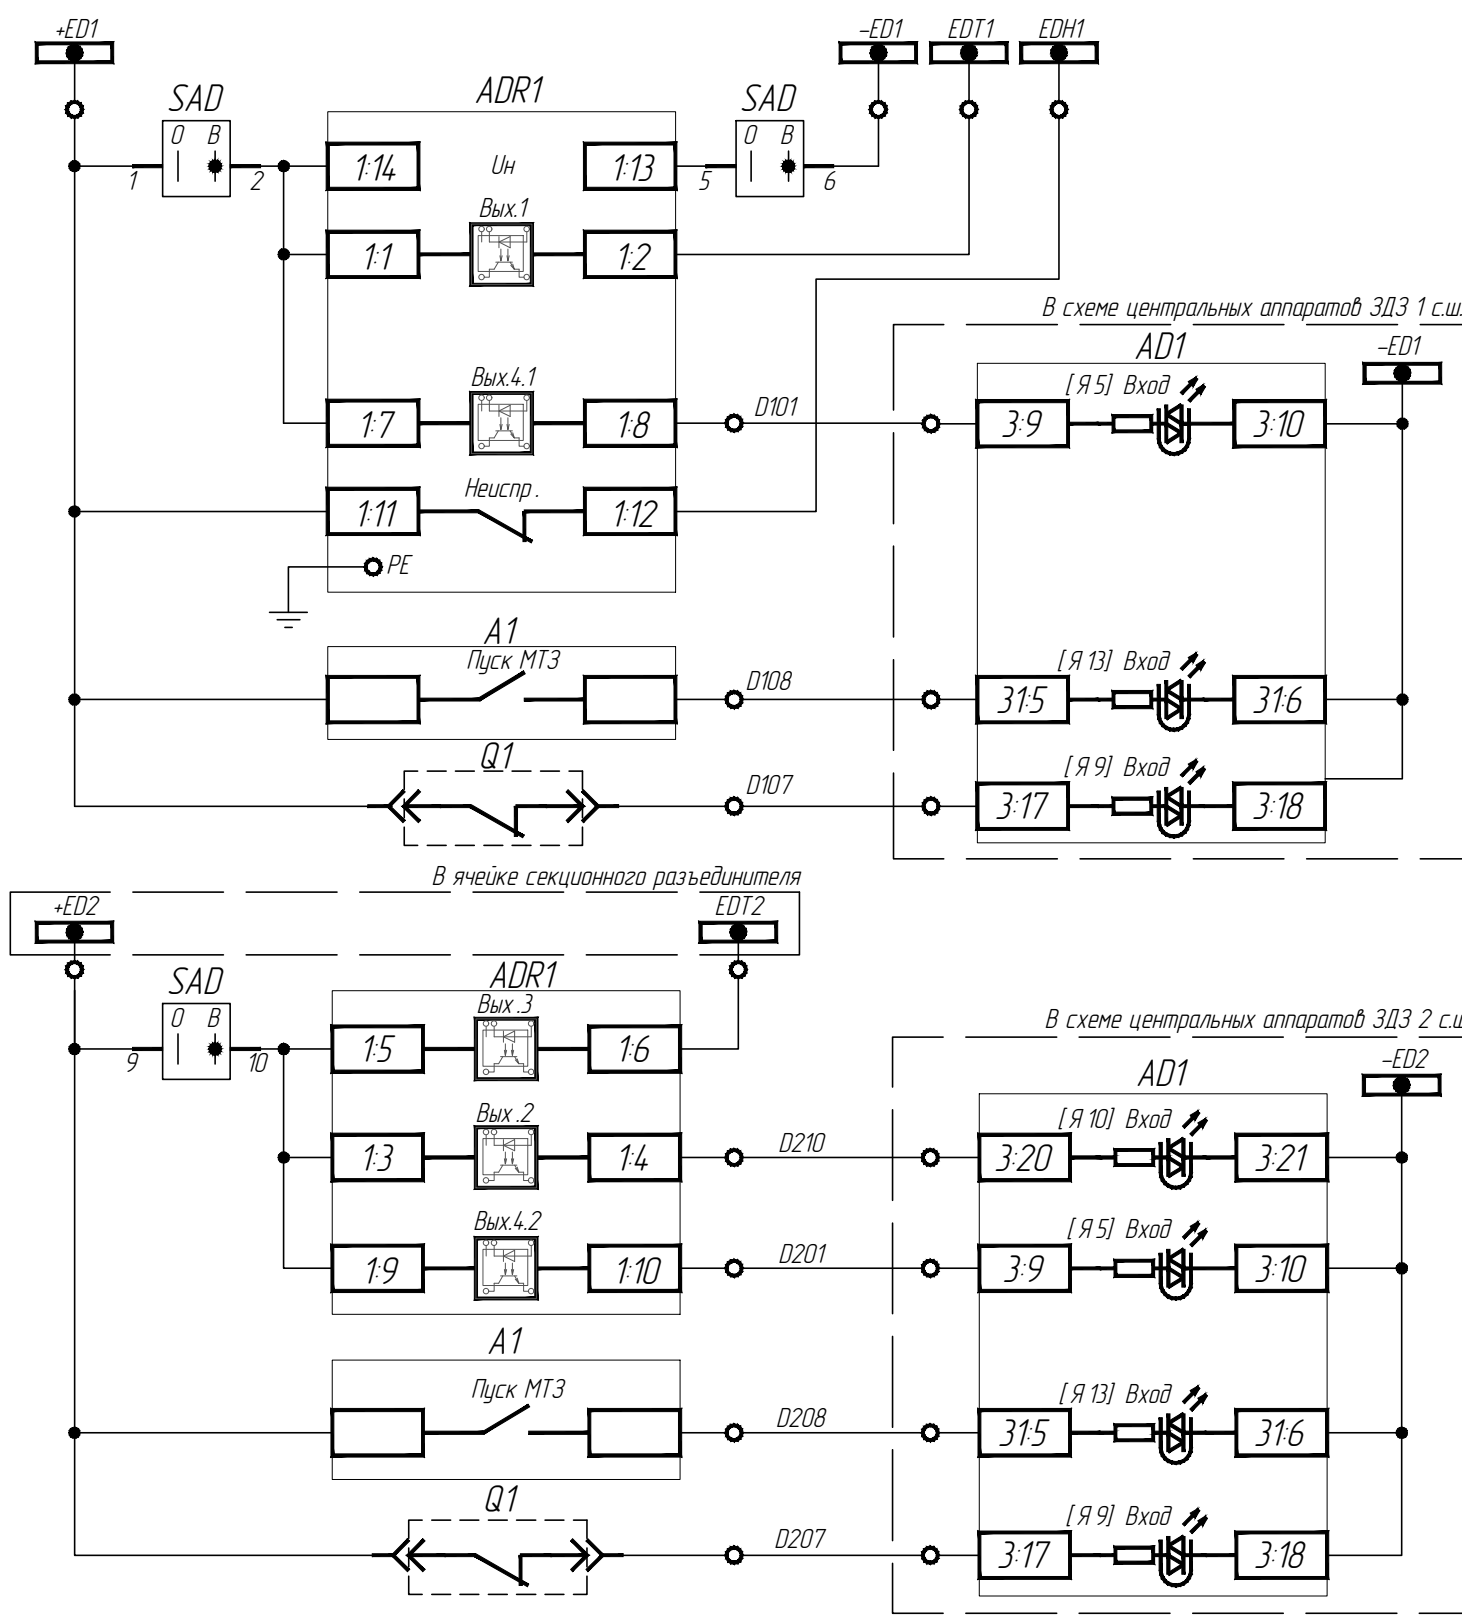 +ED1
-ED1
EDT1
EDH1
SAD
ADR1
SAD
О В
О В
1:14
Uн
1:13
1
2
5
6
Вых.1
1:1
1:2
В схеме центральных аппаратов ЗДЗ 1 с.ш.
AD1
-ED1
Вых.4.1
[Я 5] Вход
1:7
1:8
D101
3:9
3:10
Неиспр.
1:11
1:12
PE
A1
Пуск МТЗ
[Я 13] Вход
D108
31:5
31:6
Q1
[Я 9] Вход
D107
3:17
3:18
В ячейке секционного разъединителя
+ED2
EDT2
SAD
ADR1
О В
Вых.3
В схеме центральных аппаратов ЗДЗ 2 с.ш
9
10
1:5
1:6
AD1
-ED2
Вых.2
[Я 10] Вход
1:3
1:4
D210
3:20
3:21
Вых.4.2
[Я 5] Вход
1:9
1:10
D201
3:9
3:10
A1
Пуск МТЗ
[Я 13] Вход
D208
31:5
31:6
Q1
[Я 9] Вход
D207
3:17
3:18